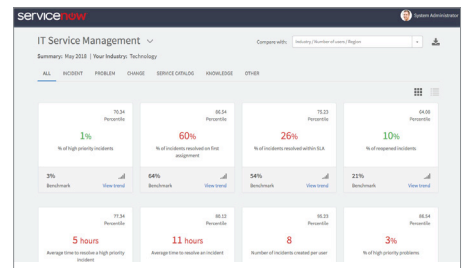 servicenow
System Administrator
IT Service Management
Compare with:
Industry / Number of users / Region
Summary: May 2018 | Your Industry: Technology
ALL INCIDENT PROBLEM CHANGE SERVICE CATALOG KNOWLEDGE OTHER
70.34 86.54 75.23 64.66
Percentile Percentile Percentile Percentile
1% 60% 26% 10%
% of high priority incidents % of incidents resolved on first assignment % of incidents resolved within SLA % of reopened incidents
3% 64% 54% 21%
Benchmark View trend Benchmark View trend Benchmark View trend Benchmark View trend
77.34 88.12 95.23 86.54
Percentile Percentile Percentile Percentile
5 hours 11 hours 8 3%
Average time to resolve a high priority incident Average time to resolve an incident Number of incidents created per user % of high priority problems